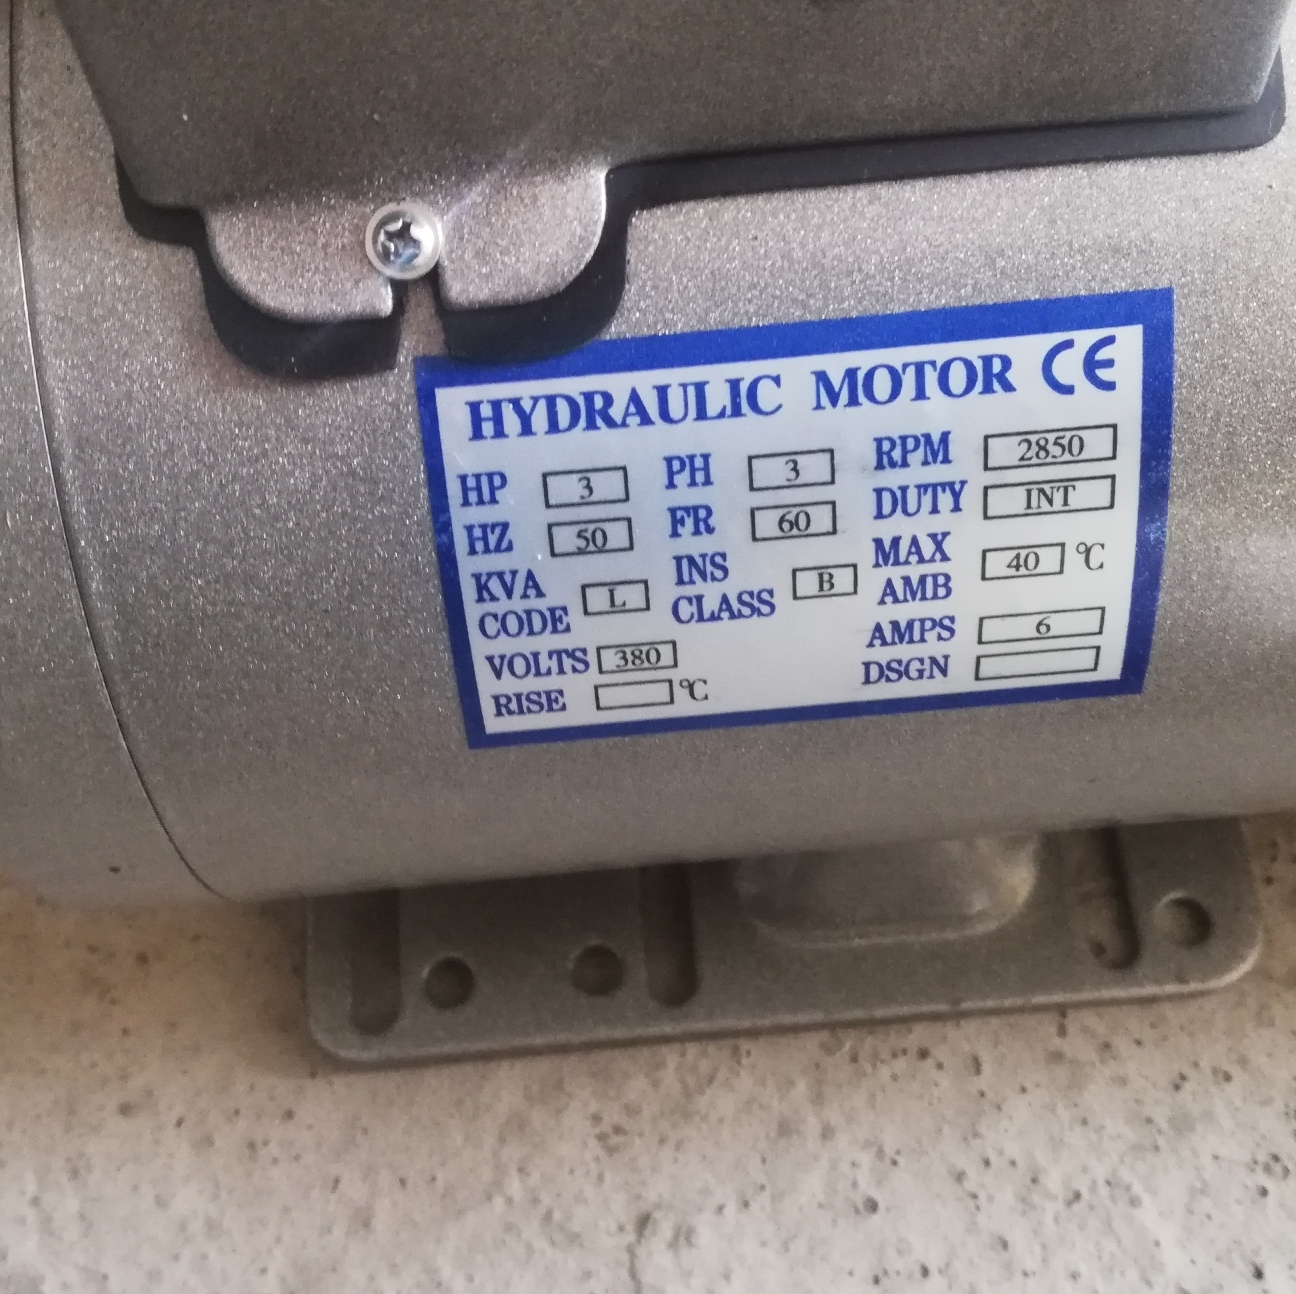 HYDRAULIC MOTOR CE
HP 3 PH 3 RPM 2850
HZ 50 FR 60 DUTY INT
KVA CODE L INS CLASS B MAX AMB 40 °C
VOLTS 380 AMPS 6
RISE °C DSGN